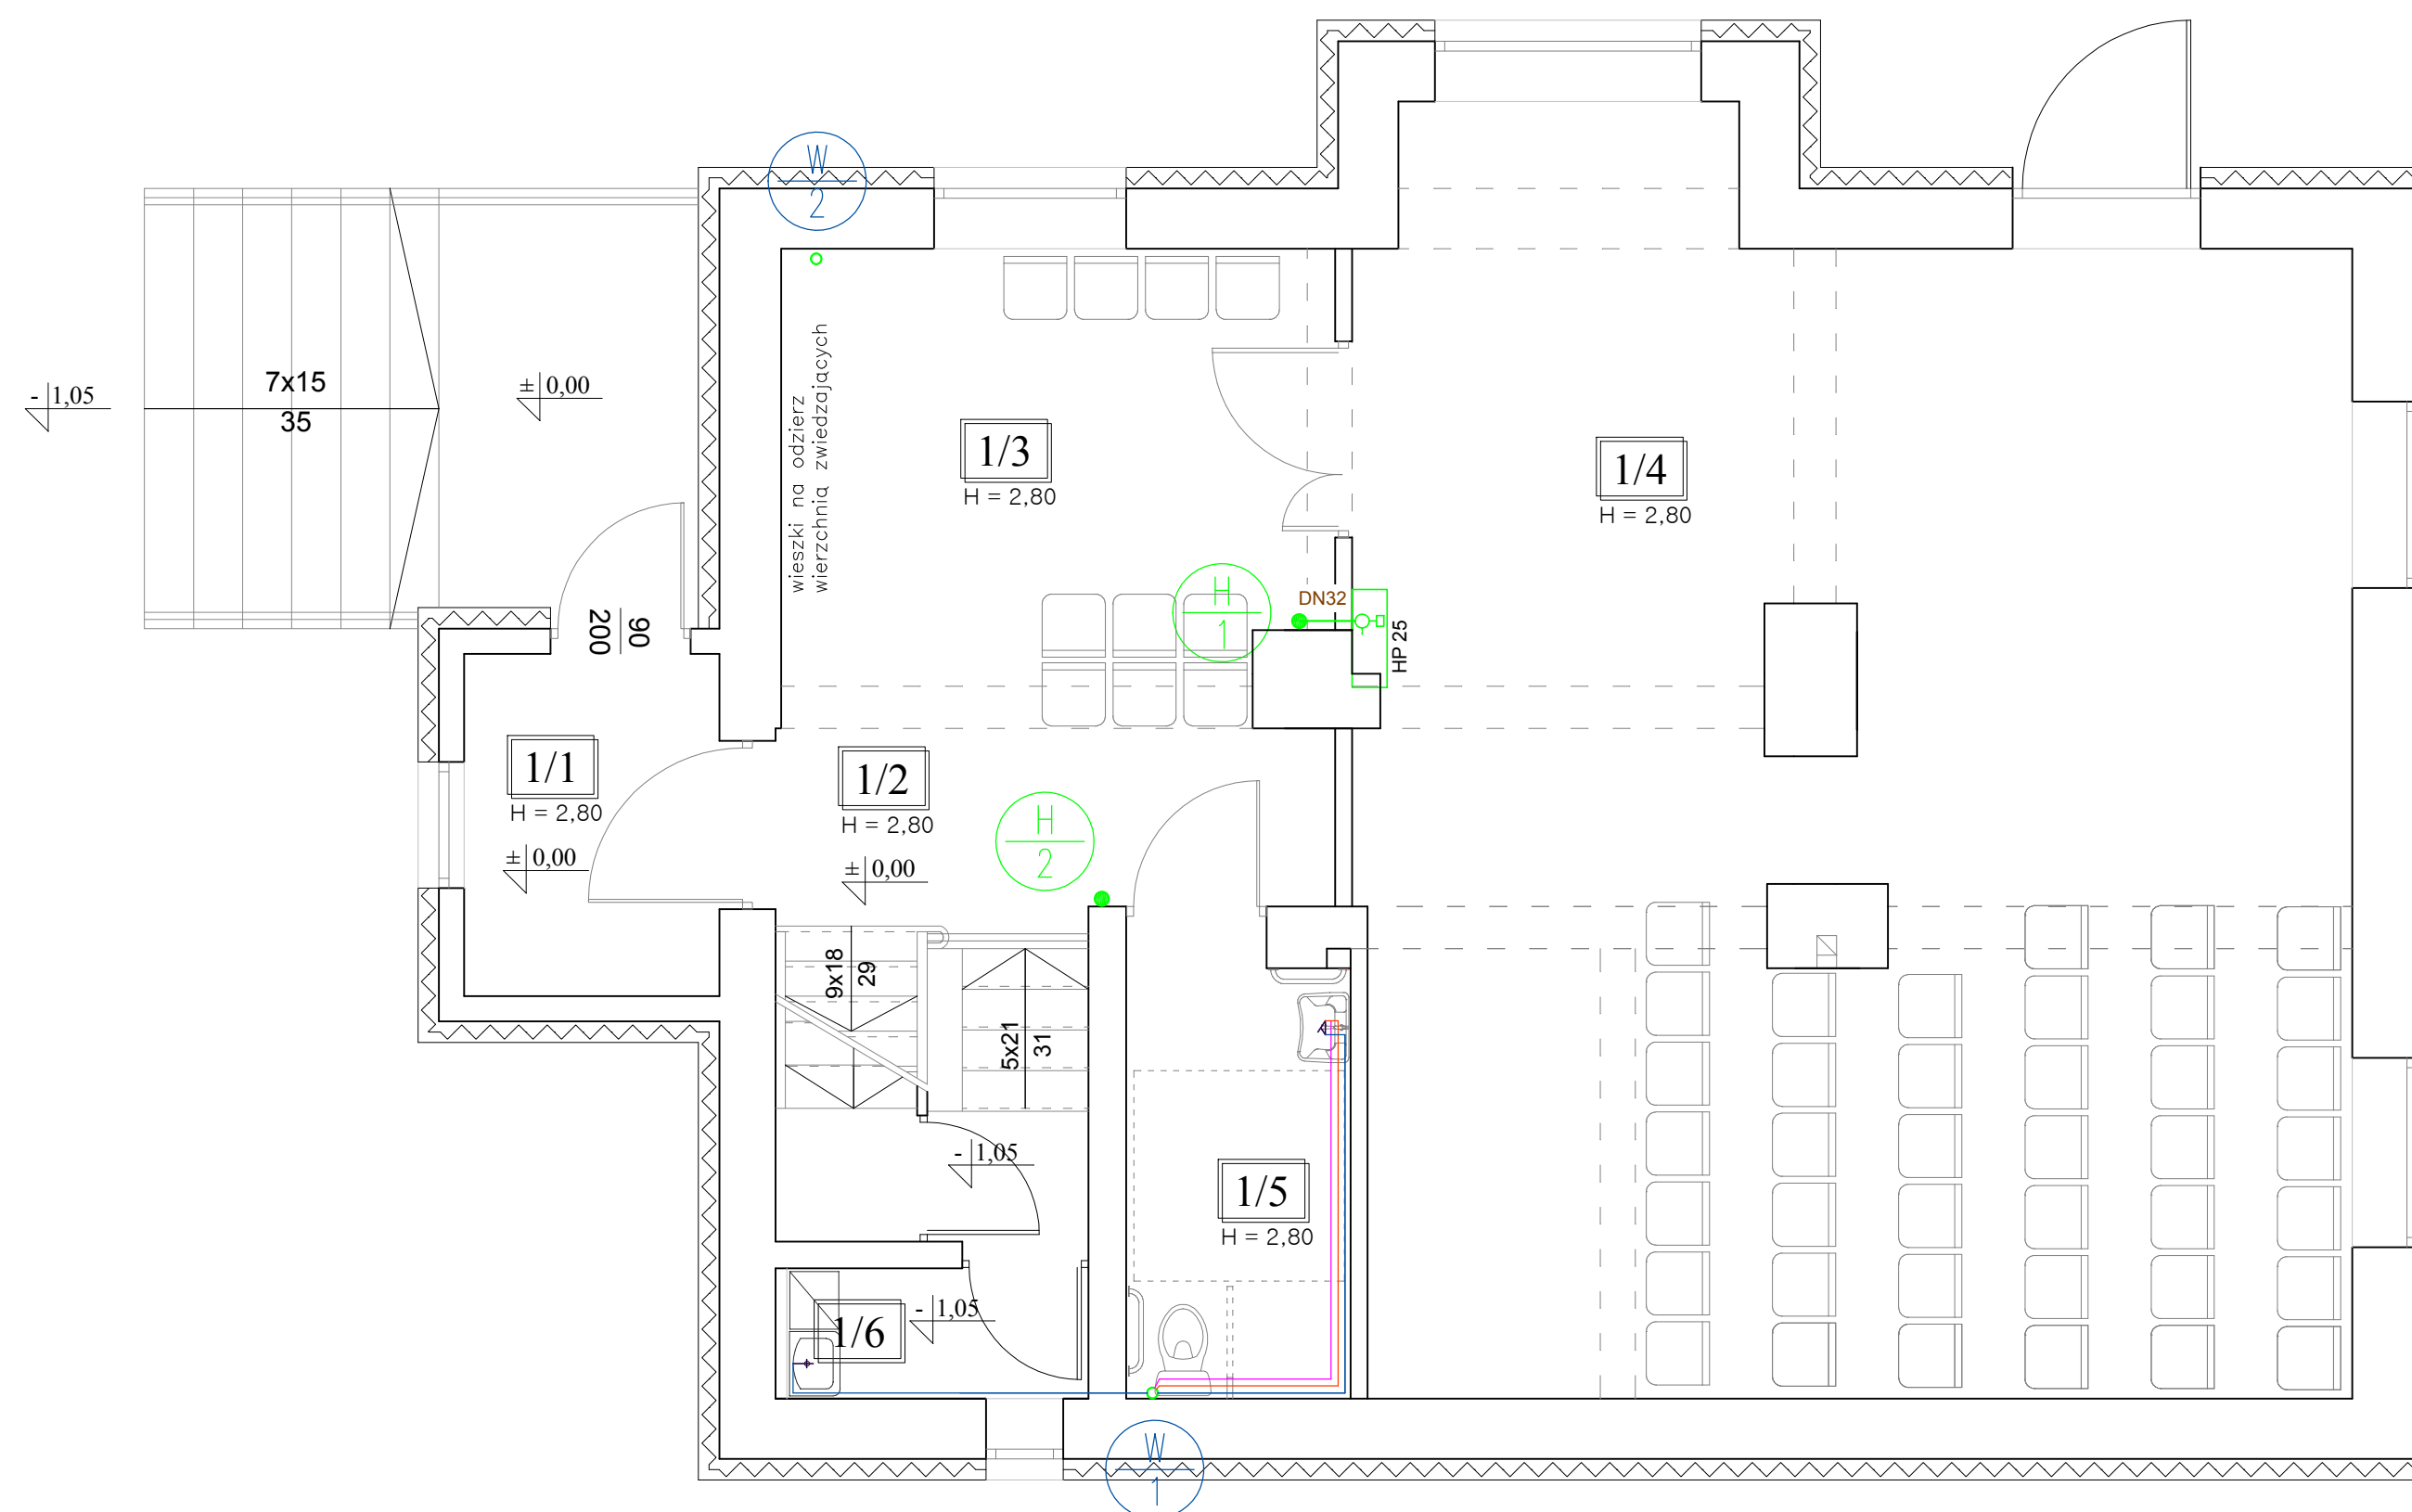 W
2
7x15
35
- 1,05
± 0,00
wieszki na odzierz
wierzchnią zwiedzających
1/3
H = 2,80
1/4
H = 2,80
H
1
DN32
HP 25
90
200
1/1
H = 2,80
± 0,00
1/2
H = 2,80
± 0,00
H
2
9x18
29
5x21
31
- 1,05
1/5
H = 2,80
1/6
- 1,05
W
1